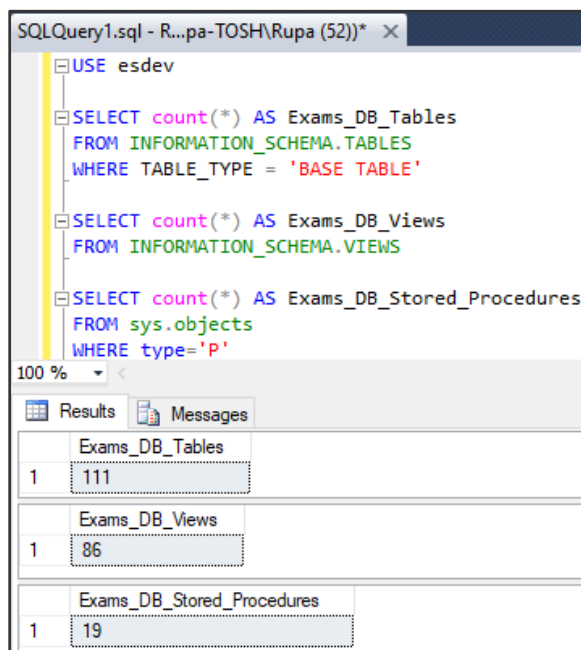 SQLQuery1.sql - R...pa-TOSH\Rupa (52))*
USE esdev
SELECT count(*) AS Exams_DB_Tables
FROM INFORMATION_SCHEMA.TABLES
WHERE TABLE_TYPE = 'BASE TABLE'
SELECT count(*) AS Exams_DB_Views
FROM INFORMATION_SCHEMA.VIEWS
SELECT count(*) AS Exams_DB_Stored_Procedures
FROM sys.objects
WHERE type='P'
100 %
Results Messages
Exams_DB_Tables
1 111
Exams_DB_Views
1 86
Exams_DB_Stored_Procedures
1 19